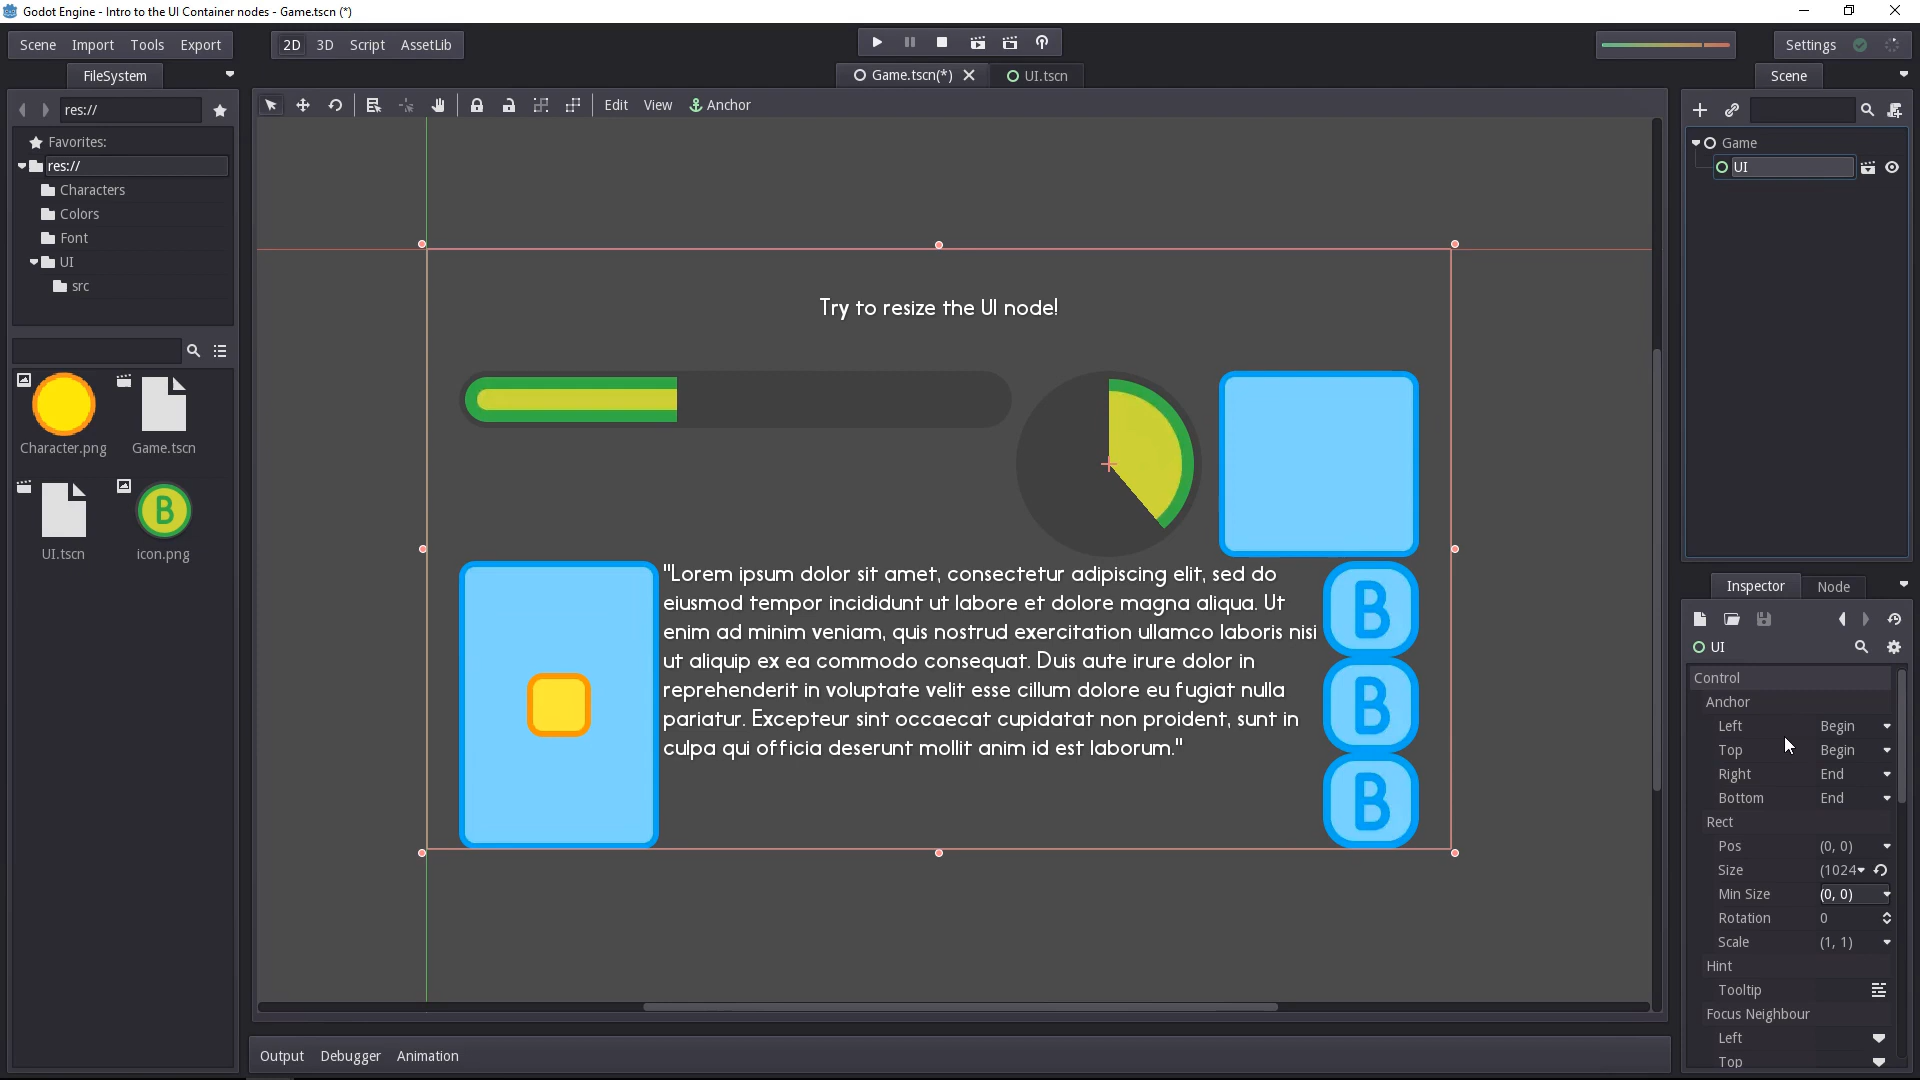 Godot Engine - Intro to the UI Container nodes - Game.tscn (*)
Scene Import Tools Export
2D 3D Script AssetLib
Settings
FileSystem
Game.tscn(*)
UI.tscn
Scene
res://
Edit View Anchor
Favorites:
res://
Characters
Colors
Font
UI
src
Character.png
Game.tscn
UI.tscn
B
icon.png
Try to resize the UI node!
"Lorem ipsum dolor sit amet, consectetur adipiscing elit, sed do
eiusmod tempor incididunt ut labore et dolore magna aliqua. Ut
enim ad minim veniam, quis nostrud exercitation ullamco laboris nisi
ut aliquip ex ea commodo consequat. Duis aute irure dolor in
reprehenderit in voluptate velit esse cillum dolore eu fugiat nulla
pariatur. Excepteur sint occaecat cupidatat non proident, sunt in
culpa qui officia deserunt mollit anim id est laborum."
B
B
B
Game
UI
Inspector Node
UI
Control
Anchor
Left Begin
Top Begin
Right End
Bottom End
Rect
Pos (0, 0)
Size (1024
Min Size (0, 0)
Rotation 0
Scale (1, 1)
Hint
Tooltip
Focus Neighbour
Left
Top
Output Debugger Animation